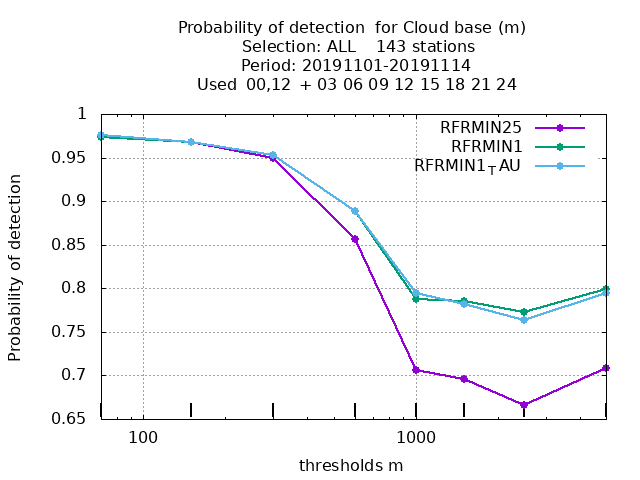 Probability of detection  for Cloud base (m)
Selection: ALL    143 stations
Period: 20191101-20191114
Used  00,12  + 03 06 09 12 15 18 21 24
RFRMIN25
RFRMIN1
RFRMIN1TAU
Probability of detection
1
0.95
0.9
0.85
0.8
0.75
0.7
0.65
100
1000
thresholds m